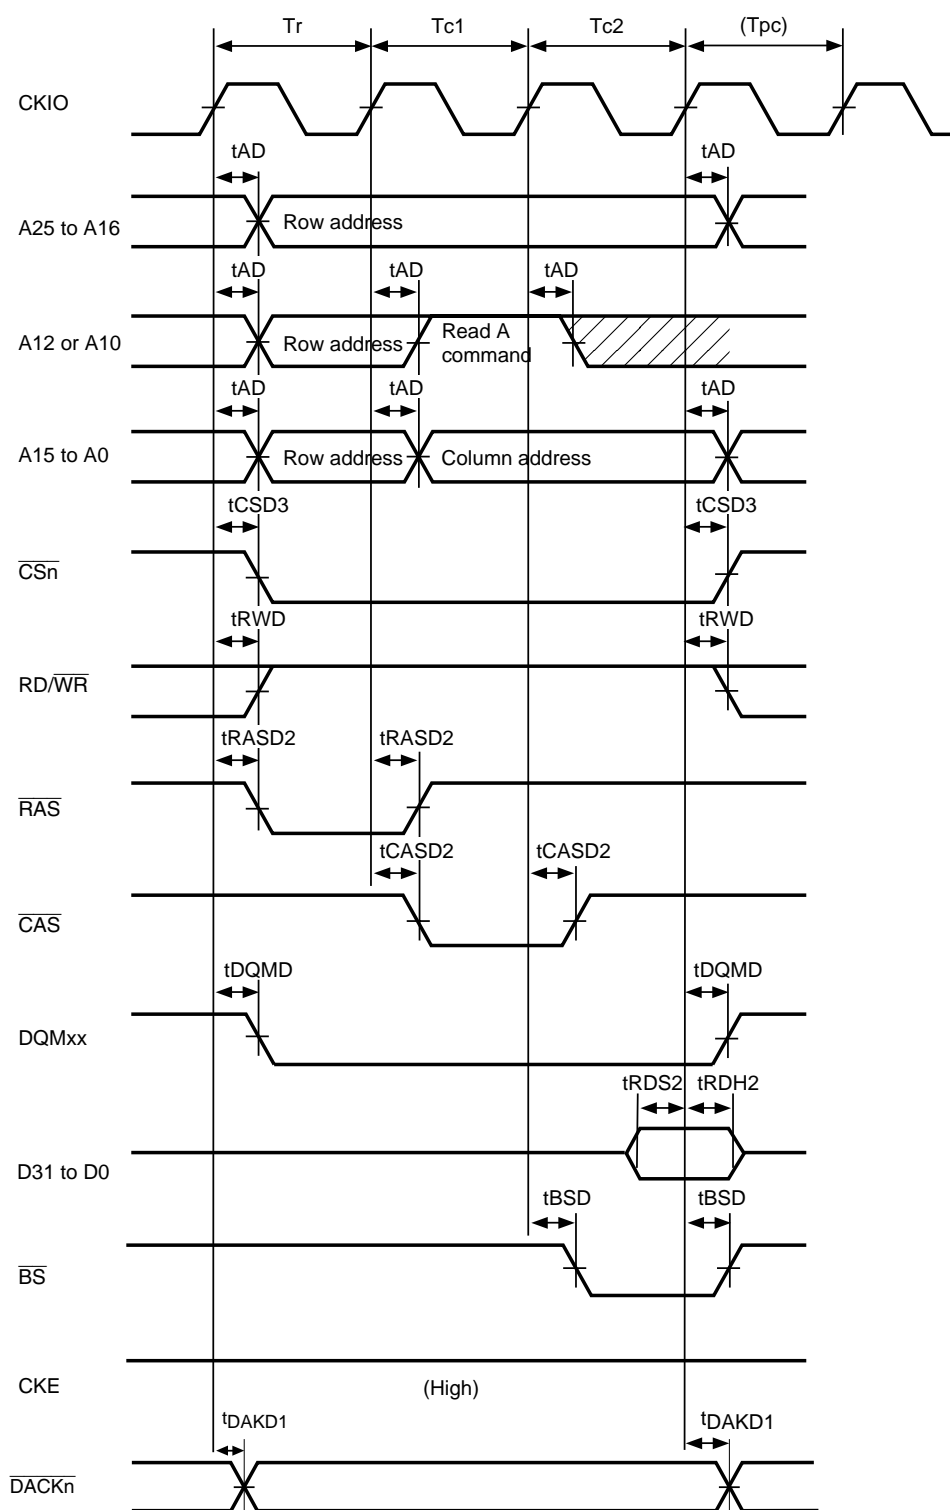 Tr Tc1 Tc2 (Tpc)
CKIO
tAD tAD
A25 to A16 Row address
tAD tAD tAD
A12 or A10 Row address Read A
command
tAD tAD tAD
A15 to A0 Row address Column address
tCSD3 tCSD3
CSn
tRWD tRWD
RD/WR
tRASD2 tRASD2
RAS
tCASD2 tCASD2
CAS
tDQMD tDQMD
DQMxx
tRDS2 tRDH2
D31 to D0
tBSD tBSD
BS
CKE (High)
tDAKD1 tDAKD1
DACKn